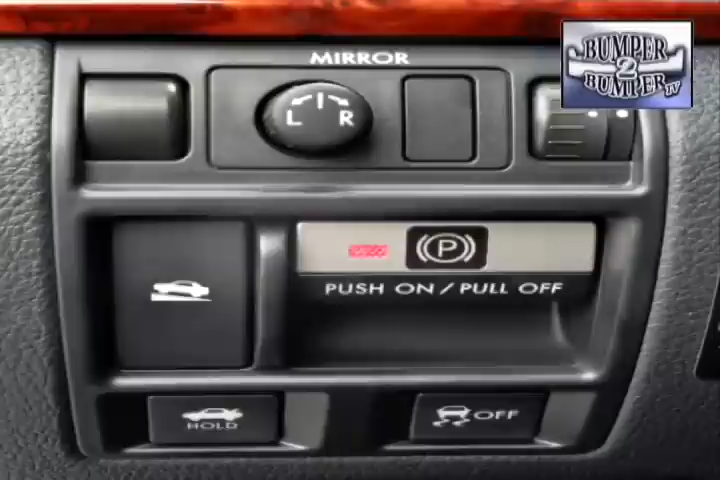 BUMPER
2
BUMPER TV
MIRROR
L R
P
PUSH ON / PULL OFF
HOLD
OFF